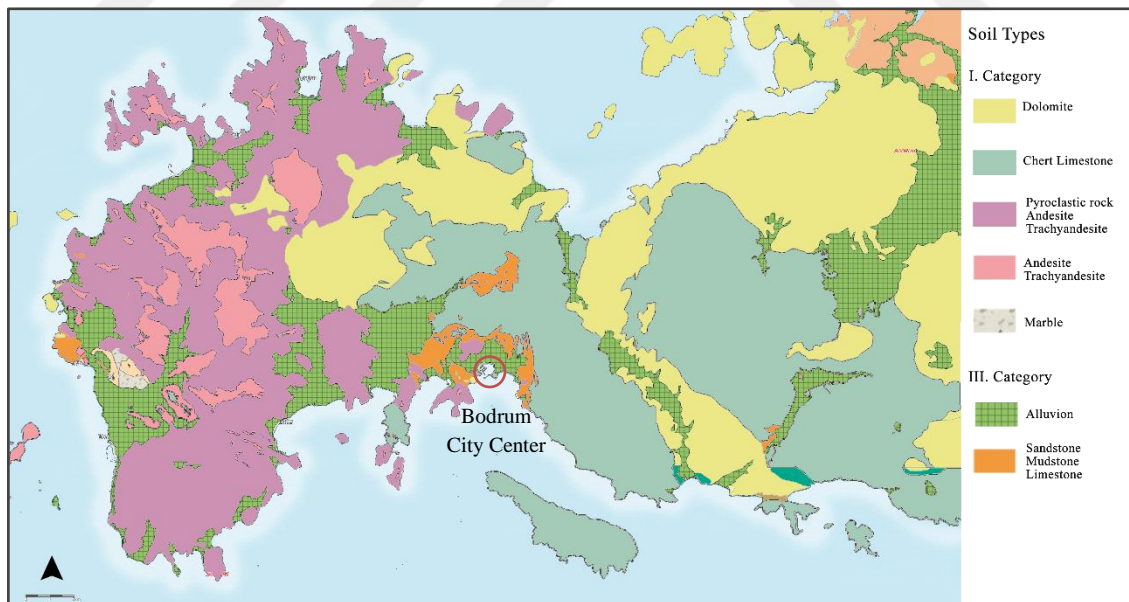 Soil Types
I. Category
Dolomite
Chert Limestone
Pyroclastic rock
Andesite
Trachyandesite
Andesite
Trachyandesite
Marble
III. Category
Alluvion
Sandstone
Mudstone
Limestone
Bodrum
City Center